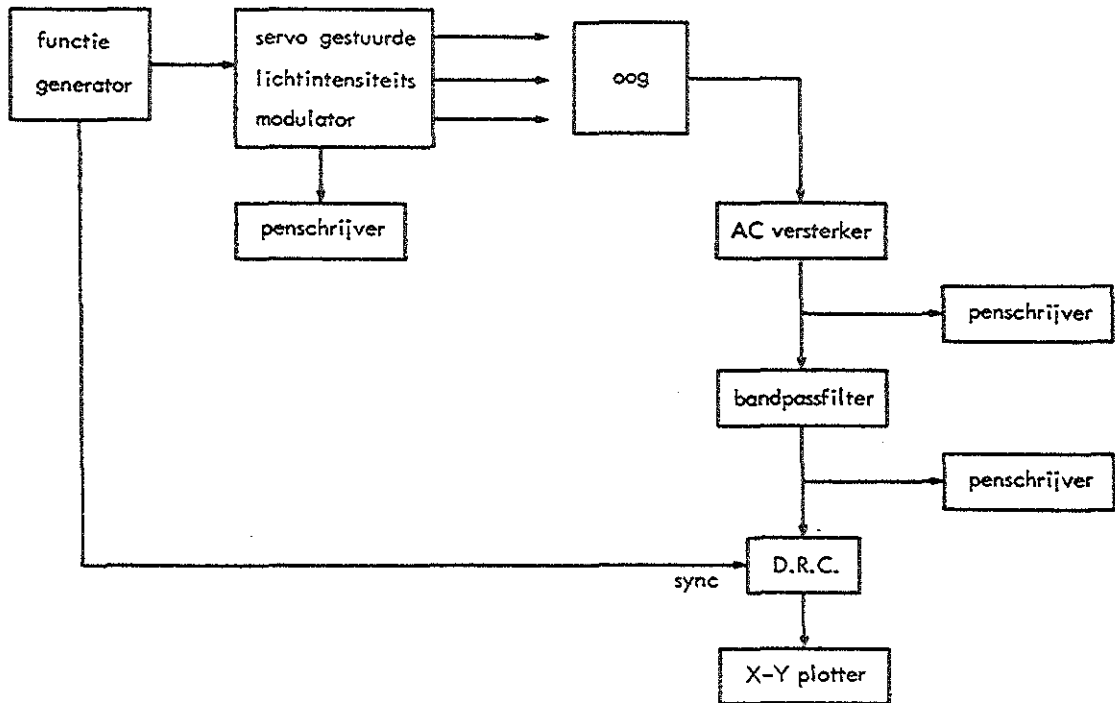 functie
generator
servo gestuurde
lichtintensiteits
modulator
oog
penschrijver
AC versterker
penschrijver
bandpassfilter
penschrijver
sync
D.R.C.
X-Y plotter